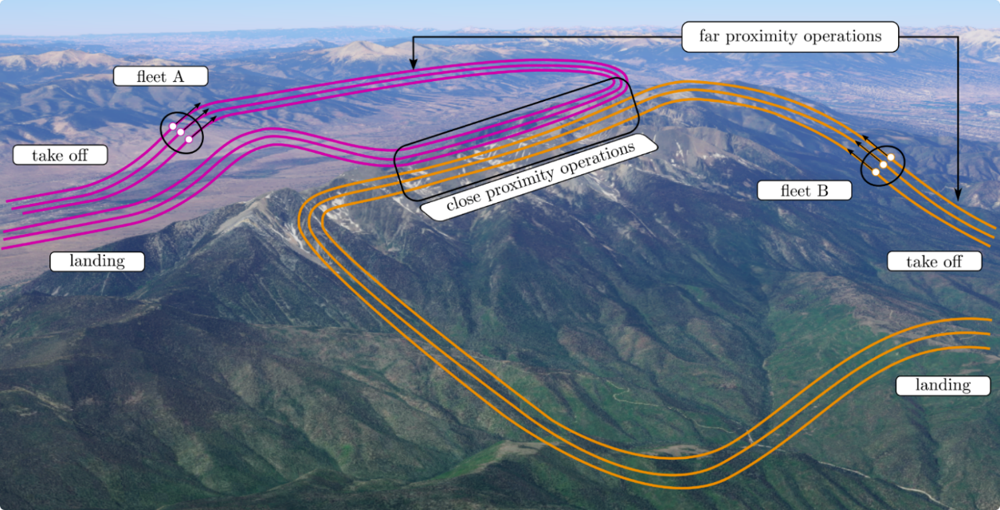 far proximity operations
fleet A
take off
close proximity operations
fleet B
landing
take off
landing